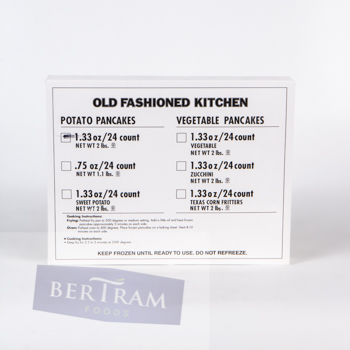 OLD FASHIONED KITCHEN
POTATO PANCAKES
1.33 oz/24 count
NET WT 2 lbs.
.75 oz/24 count
NET WT 1.1 lbs.
1.33 oz/24 count
SWEET POTATO
NET WT 2 lbs.
VEGETABLE PANCAKES
1.33 oz/24 count
VEGETABLE
NET WT 2 lbs.
1.33 oz/24 count
ZUCCHINI
NET WT 2 lbs.
1.33 oz/24 count
TEXAS CORN FRITTERS
NET WT 2 lbs.
Cooking Instructions:
KEEP FROZEN UNTIL READY TO USE. DO NOT REFREEZE.
BERTRAM
FOODS